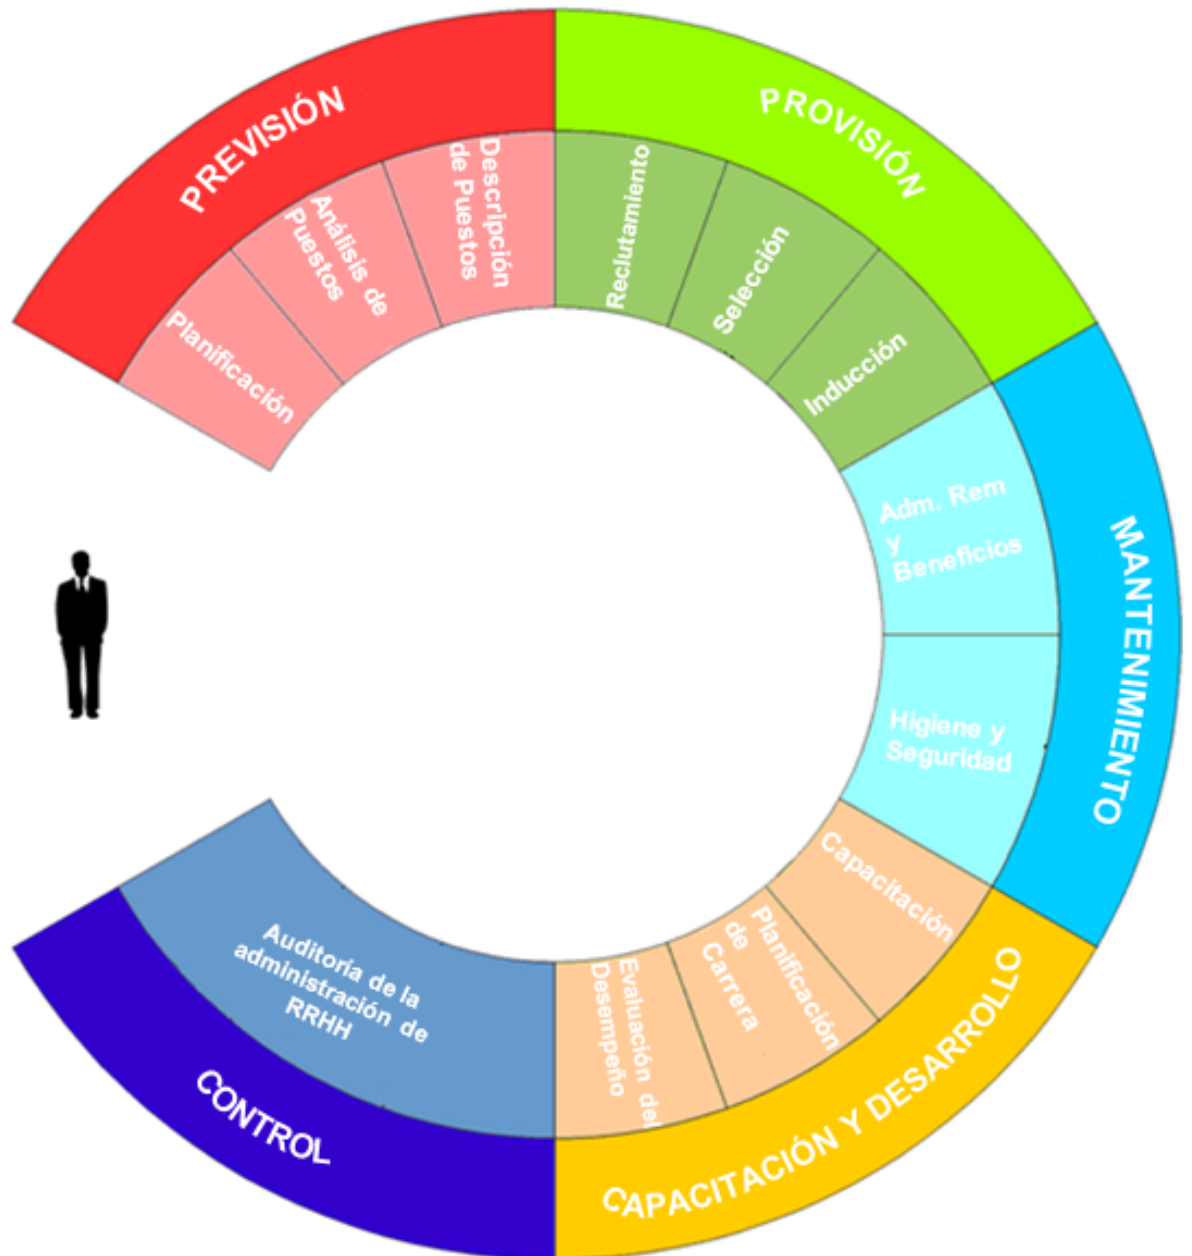 PREVISIÓN
Planificación
Análisis de
Puestos
Descripción
de Puestos
PROVISIÓN
Reclutamiento
Selección
Inducción
MANTENIMIENTO
Adm. Rem
y
Beneficios
Higiene y
Seguridad
CAPACITACIÓN Y DESARROLLO
Capacitación
Planificación
de
Carrera
Evaluación del
Desempeño
CONTROL
Auditoría de la
administración de
RRHH